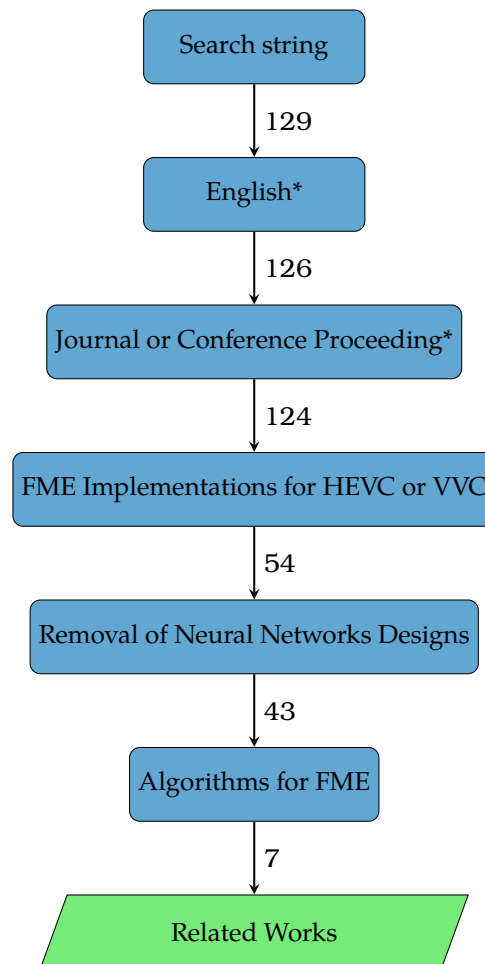 Search string
129
English*
126
Journal or Conference Proceeding*
124
FME Implementations for HEVC or VVC
54
Removal of Neural Networks Designs
43
Algorithms for FME
7
Related Works